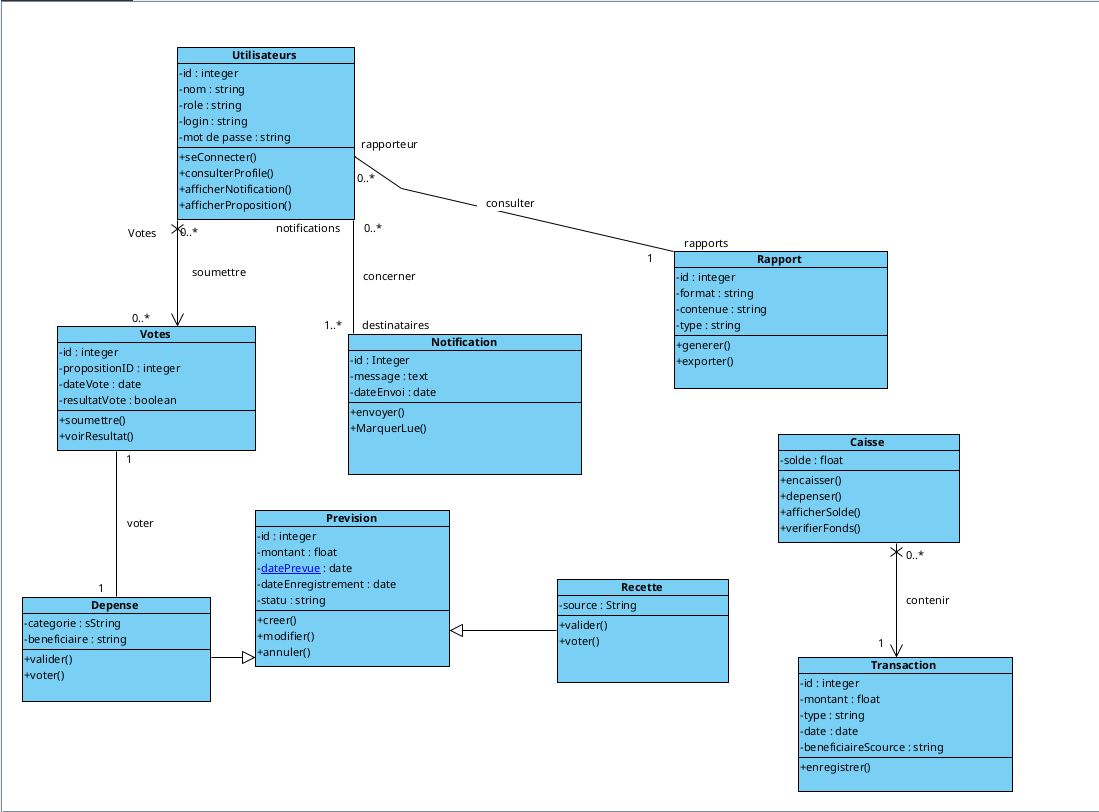 Utilisateurs
-id : integer
-nom : string
-role : string
-login : string
-mot de passe : string
+seConnecter()
+consulterProfile()
+afficherNotification()
+afficherProposition()
rapporteur
0..*
consulter
rapports
1
Rapport
-id : integer
-format : string
-contenue : string
-type : string
+generer()
+exporter()
Votes
0..*
soumettre
0..*
notifications
0..*
concerner
1..*
destinataires
Votes
-id : integer
-propositionID : integer
-dateVote : date
-resultatVote : boolean
+soumettre()
+voirResultat()
Notification
-id : Integer
-message : text
-dateEnvoi : date
+envoyer()
+MarquerLue()
1
voter
1
Caisse
-solde : float
+encaisser()
+depenser()
+afficherSolde()
+verifierFonds()
0..*
contenir
1
Prevision
-id : integer
-montant : float
-datePrevue : date
-dateEnregistrement : date
-statu : string
+creer()
+modifier()
+annuler()
Recette
-source : String
+valider()
+voter()
Depense
-categorie : sString
-beneficiaire : string
+valider()
+voter()
Transaction
-id : integer
-montant : float
-type : string
-date : date
-beneficiaireScource : string
+enregistrer()